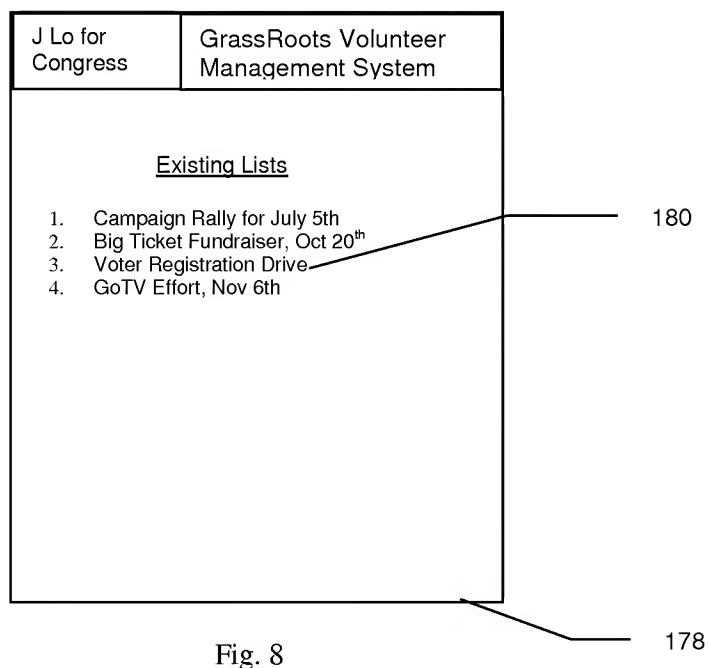 J Lo for
Congress
GrassRoots Volunteer
Management System
Existing Lists
1. Campaign Rally for July 5th
2. Big Ticket Fundraiser, Oct 20th
3. Voter Registration Drive
4. GoTV Effort, Nov 6th
180
178
Fig. 8